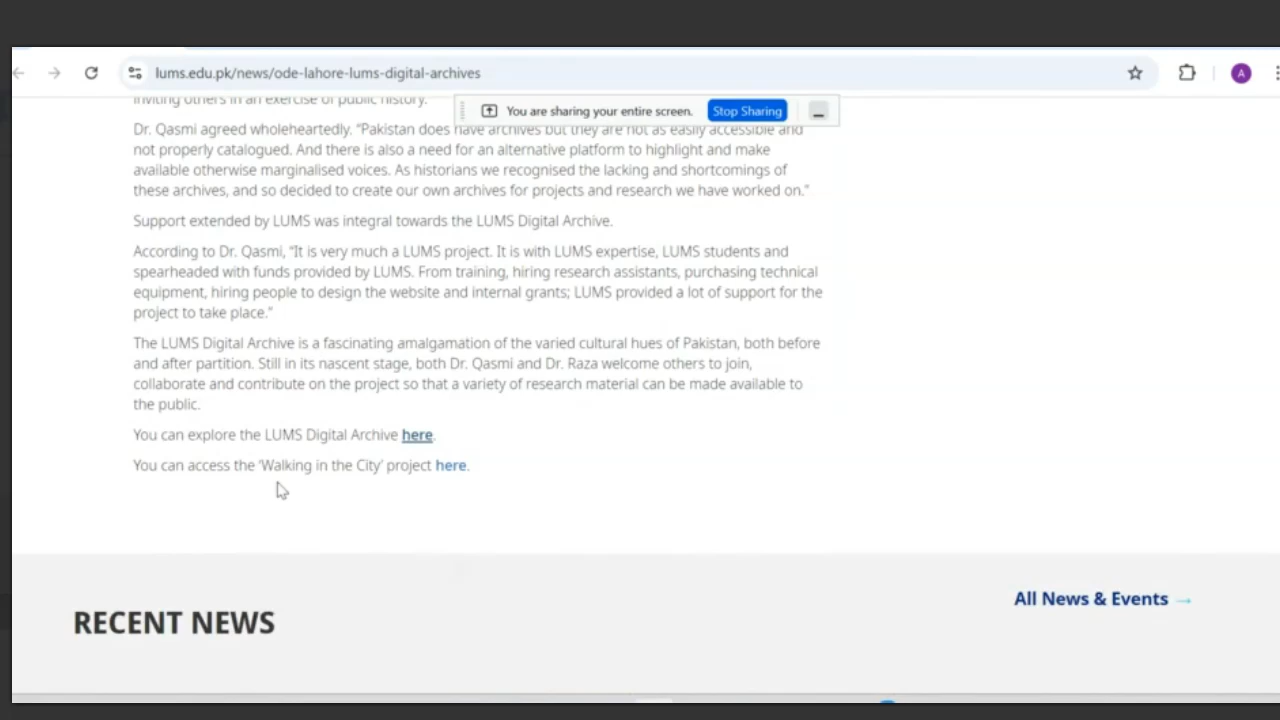 lums.edu.pk/news/ode-lahore-lums-digital-archives
A
inviting others in an exercise of public history.
You are sharing your entire screen. Stop Sharing
Dr. Qasmi agreed wholeheartedly. “Pakistan does have archives but they are not as easily accessible and
not properly catalogued. And there is also a need for an alternative platform to highlight and make
available otherwise marginalised voices. As historians we recognised the lacking and shortcomings of
these archives, and so decided to create our own archives for projects and research we have worked on.”
Support extended by LUMS was integral towards the LUMS Digital Archive.
According to Dr. Qasmi, “It is very much a LUMS project. It is with LUMS expertise, LUMS students and
spearheaded with funds provided by LUMS. From training, hiring research assistants, purchasing technical
equipment, hiring people to design the website and internal grants; LUMS provided a lot of support for the
project to take place.”
The LUMS Digital Archive is a fascinating amalgamation of the varied cultural hues of Pakistan, both before
and after partition. Still in its nascent stage, both Dr. Qasmi and Dr. Raza welcome others to join,
collaborate and contribute on the project so that a variety of research material can be made available to
the public.
You can explore the LUMS Digital Archive here.
You can access the ‘Walking in the City’ project here.
All News & Events →
RECENT NEWS